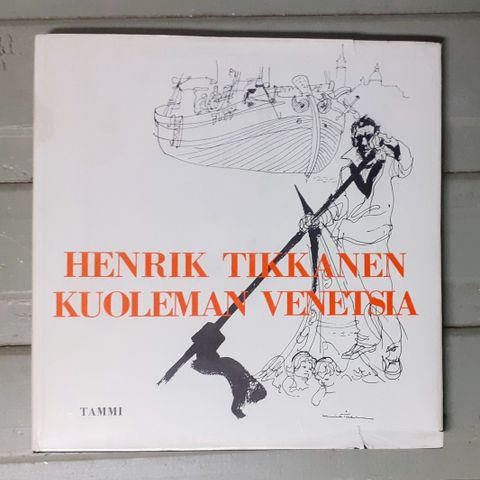 HENRIK TIKKANEN
KUOLEMAN VENETSIA
TAMMI